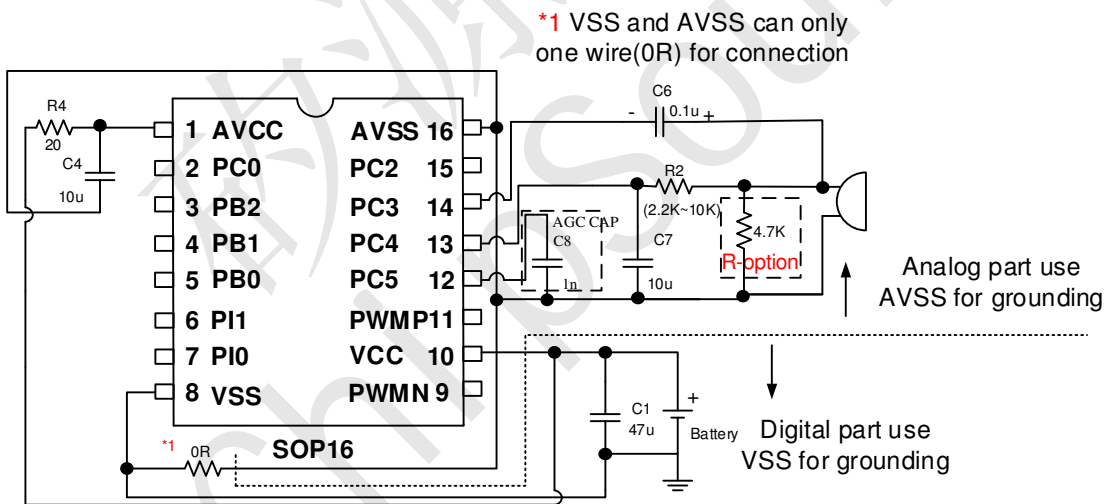 *1 VSS and AVSS can only
one wire(0R) for connection
C6
- 0.1u +
R4
20
C4
10u
1 AVCC
2 PC0
3 PB2
4 PB1
5 PB0
6 PI1
7 PI0
8 VSS
AVSS 16
PC2 15
PC3 14
PC4 13
PC5 12
PWMP11
VCC 10
PWMN 9
SOP16
R2
(2.2K~10K)
AGC CAP
C8
1n
C7
10u
4.7K
R-option
Analog part use
AVSS for grounding
*1
0R
C1
47u
+
Battery
Digital part use
VSS for grounding